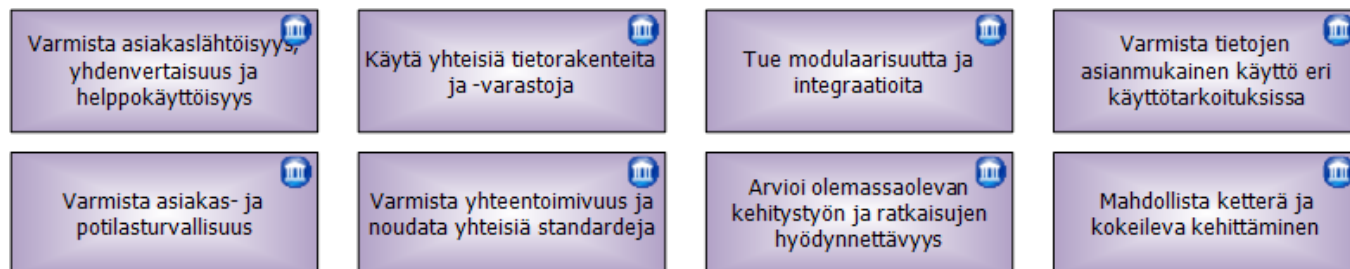 Varmista asiakaslähtöisyys,
yhdenvertaisuus ja
helppokäyttöisyys
Käytä yhteisiä tietorakenteita
ja -varastoja
Tue modulaarisuutta ja
integraatioita
Varmista tietojen
asianmukainen käyttö eri
käyttötarkoituksissa
Varmista asiakas- ja
potilasturvallisuus
Varmista yhteentoimivuus ja
noudata yhteisiä standardeja
Arvioi olemassaolevan
kehitystyön ja ratkaisujen
hyödynnettävyys
Mahdollista ketterä ja
kokeileva kehittäminen